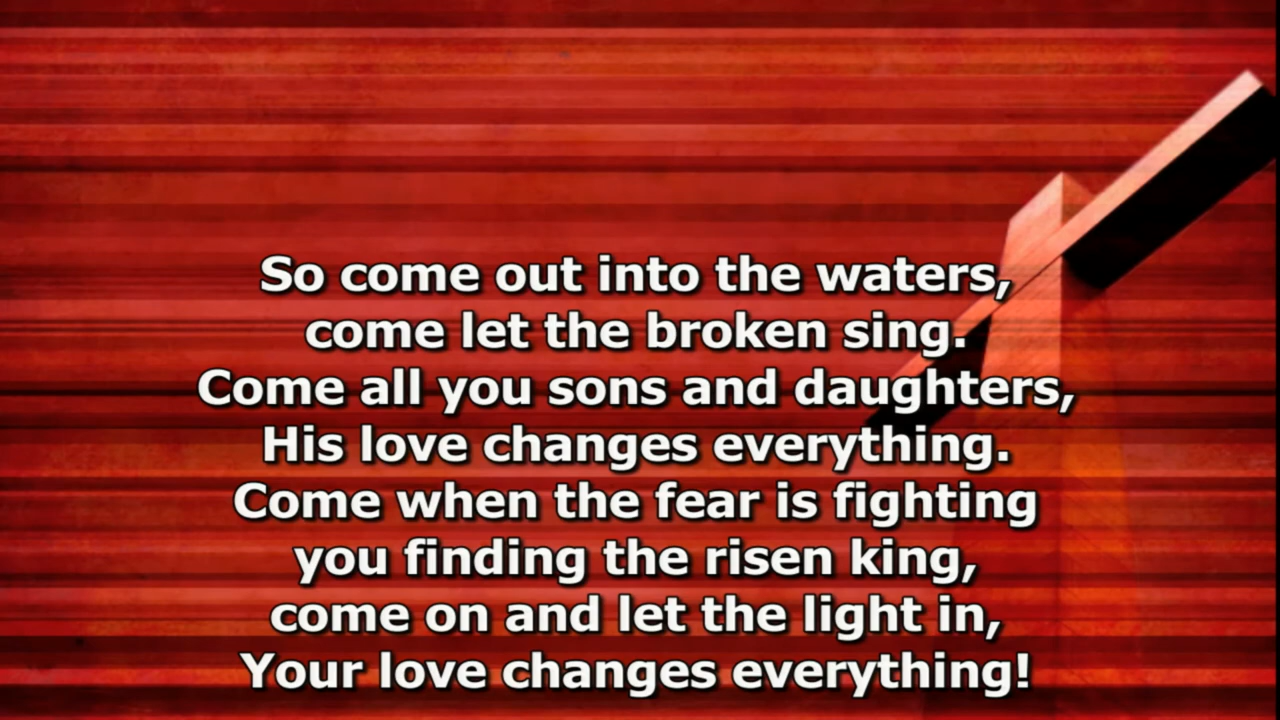 So come out into the waters,
come let the broken sing.
Come all you sons and daughters,
His love changes everything.
Come when the fear is fighting
you finding the risen king,
come on and let the light in,
Your love changes everything!